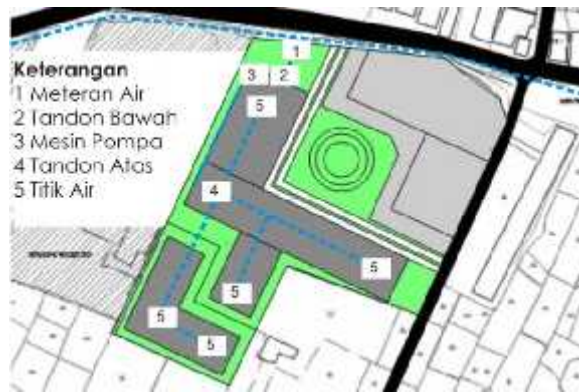 Keterangan
1 Meteran Air
2 Tandon Bawah
3 Mesin Pompa
4 Tandon Atas
5 Titik Air
1
3 2
5
4
5
5
5
5